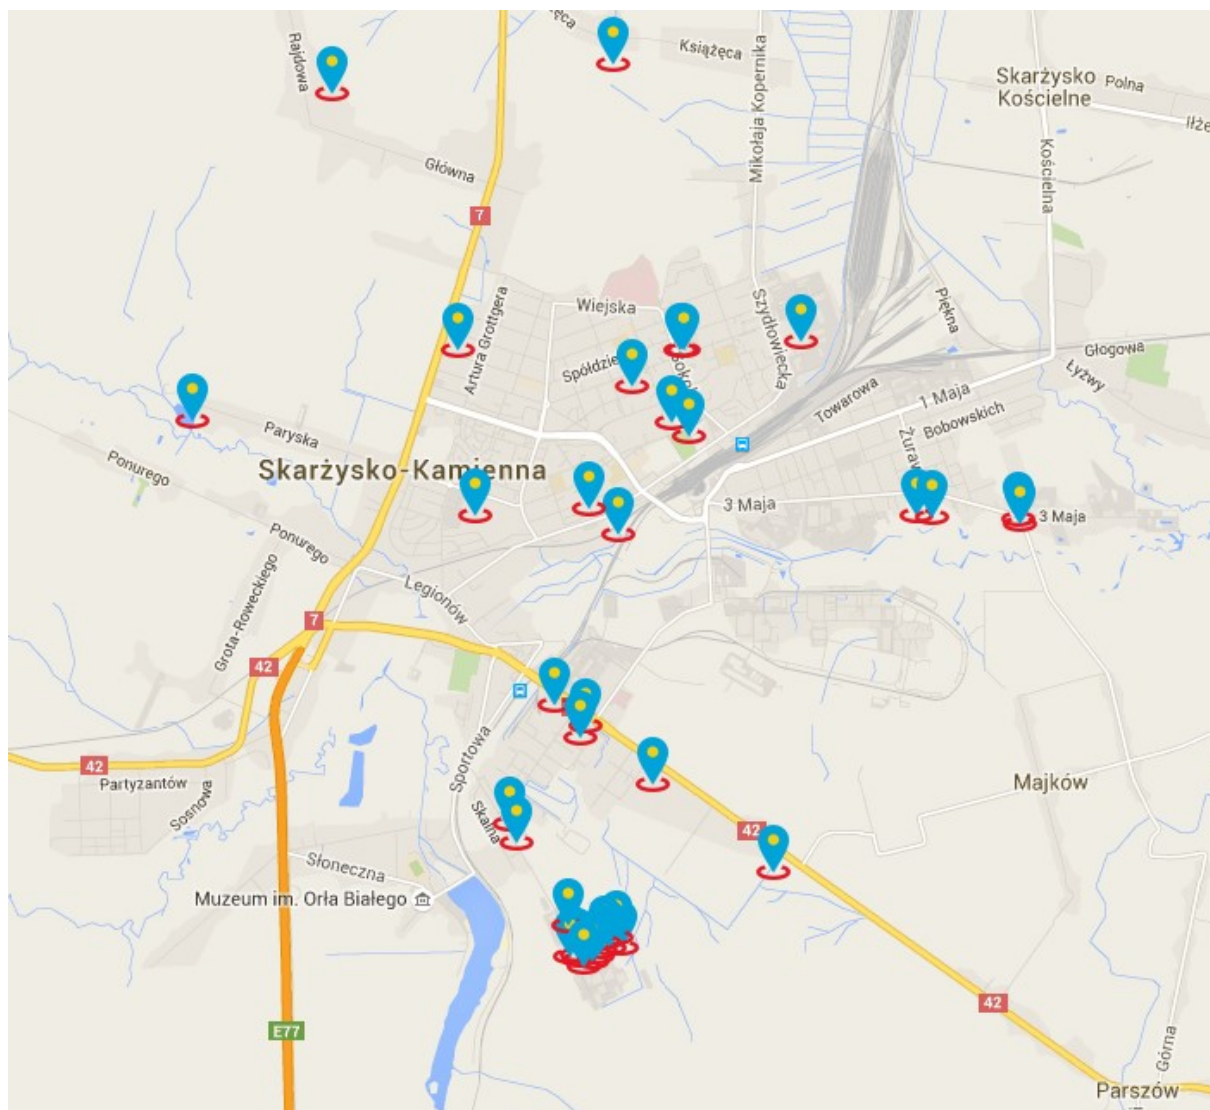 Rajdowa
Książęca
Mikołaja Kopernika
Skarżysko
Kościelne
Polna
Kościelna
Główna
7
Artura Grottgera
Wiejska
Szydłowiecka
Piękna
Głogowa
Łyżwy
Towarowa
1 Maja
Bobowskich
Paryska
Ponurego
Skarżysko-Kamienna
3 Maja
3 Maja
Ponurego
Grota-Roweckiego
Legionów
7
42
42
Partyzantów
Sosnowa
Sportowa
Skalna
Majków
42
Słoneczna
Muzeum im. Orła Białego
42
E77
Górna
Parszów